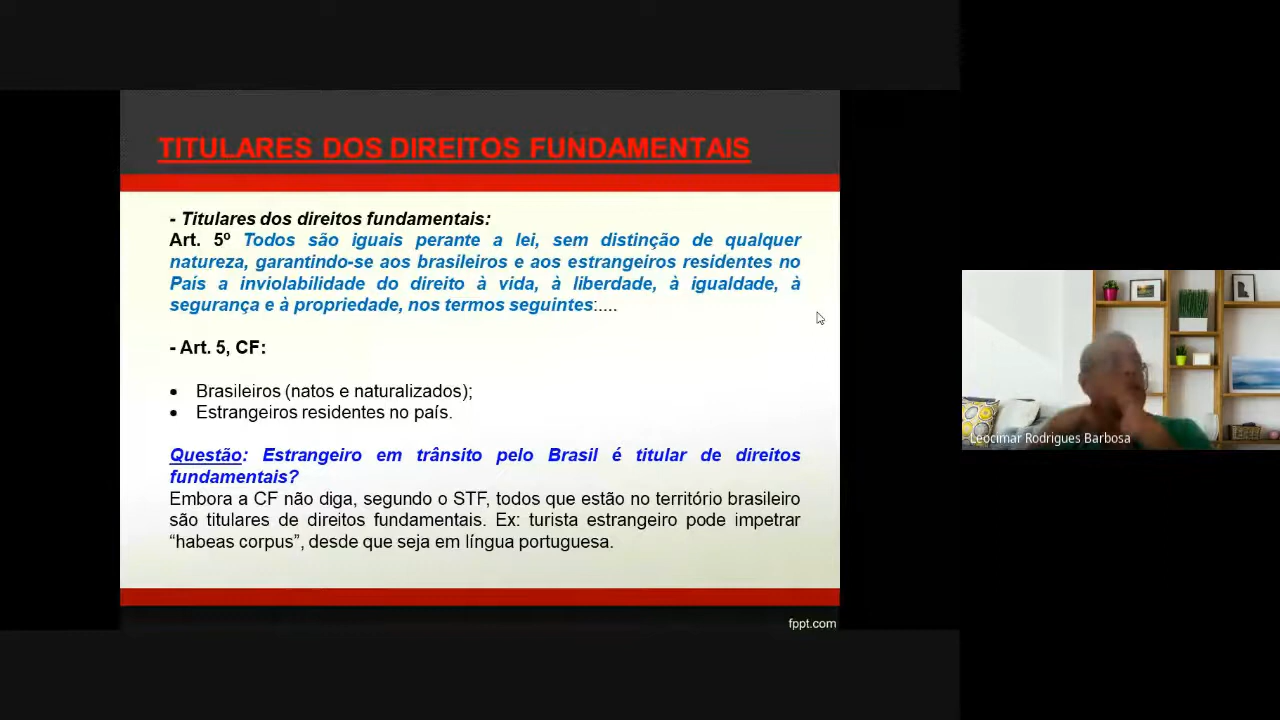 TITULARES DOS DIREITOS FUNDAMENTAIS
- Titulares dos direitos fundamentais:
Art. 5º Todos são iguais perante a lei, sem distinção de qualquer
natureza, garantindo-se aos brasileiros e aos estrangeiros residentes no
País a inviolabilidade do direito à vida, à liberdade, à igualdade, à
segurança e à propriedade, nos termos seguintes:....
- Art. 5, CF:
• Brasileiros (natos e naturalizados);
• Estrangeiros residentes no país.
Questão: Estrangeiro em trânsito pelo Brasil é titular de direitos
fundamentais?
Embora a CF não diga, segundo o STF, todos que estão no território brasileiro
são titulares de direitos fundamentais. Ex: turista estrangeiro pode impetrar
“habeas corpus”, desde que seja em língua portuguesa.
fppt.com
Leocimar Rodrigues Barbosa